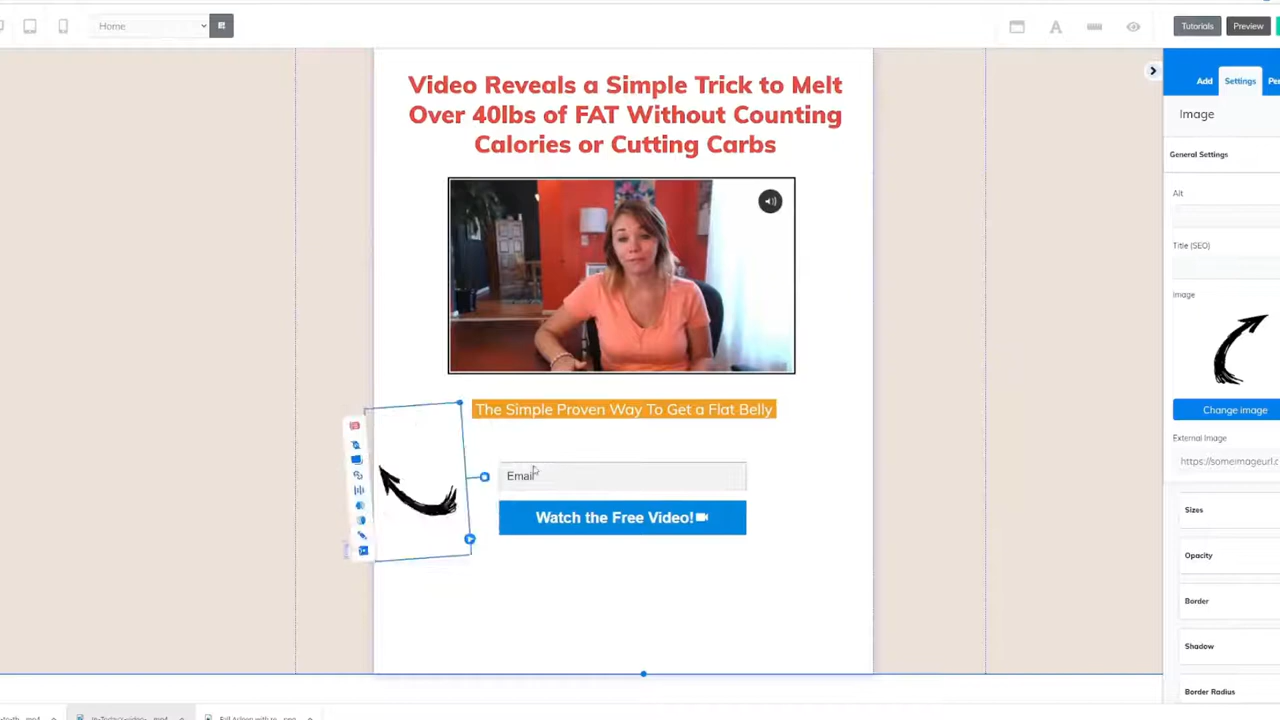 Home
Tutorials
Preview
Video Reveals a Simple Trick to Melt
Over 40lbs of FAT Without Counting
Calories or Cutting Carbs
Add
Settings
Image
General Settings
Alt
Title (SEO)
Image
The Simple Proven Way To Get a Flat Belly
Change image
External Image
https://someimageurl.c
Email
Watch the Free Video!
Sizes
Opacity
Border
Shadow
Border Radius